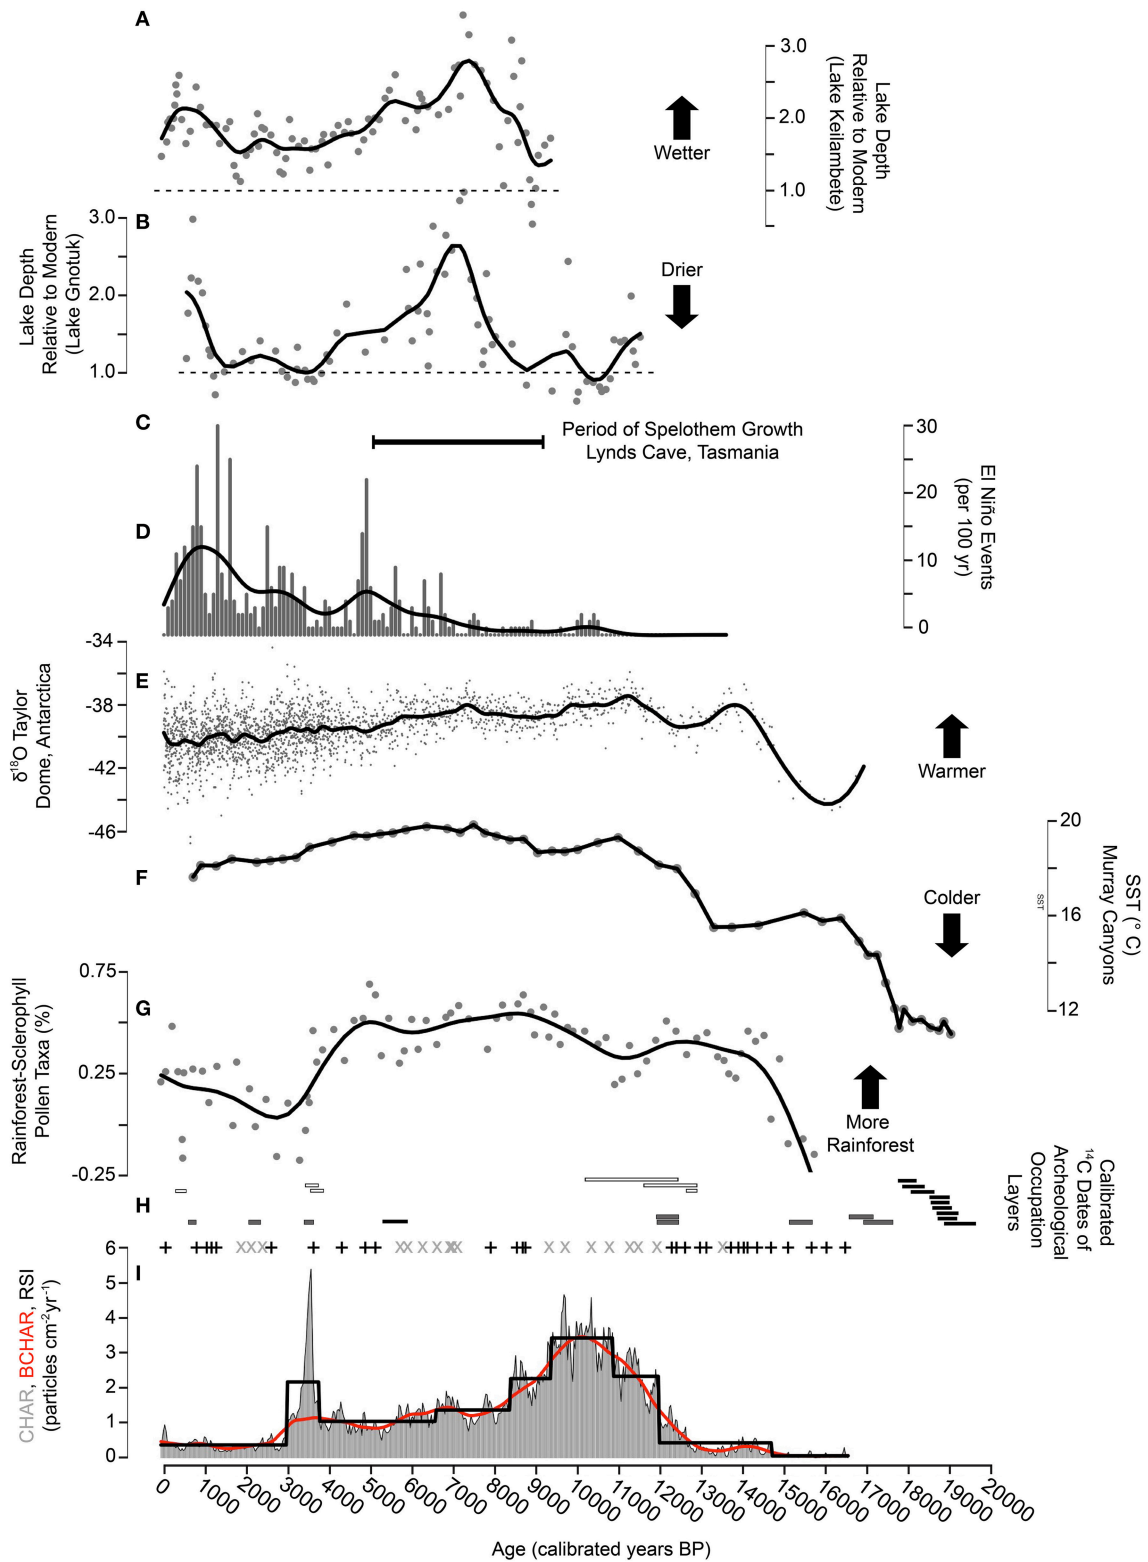 A
3.0
2.0
1.0
Lake Depth
Relative to Modern
(Lake Keilambete)
Wetter
B
3.0
2.0
1.0
Lake Depth
Relative to Modern
(Lake Gnotuk)
Drier
C
Period of Spelothem Growth
Lynds Cave, Tasmania
D
30
20
10
0
El Niño Events
(per 100 yr)
E
-34
-38
-42
-46
δ18O Taylor
Dome, Antarctica
Warmer
F
20
16
12
SST
SST (° C)
Murray Canyons
Colder
G
0.75
0.25
-0.25
Rainforest-Sclerophyll
Pollen Taxa (%)
More
Rainforest
H
Calibrated
14C Dates of
Archeological
Occupation
Layers
I
6
5
4
3
2
1
0
CHAR, BCHAR, RSI
(particles cm-2yr-1)
0
1000
2000
3000
4000
5000
6000
7000
8000
9000
10000
11000
12000
13000
14000
15000
16000
17000
18000
19000
20000
Age (calibrated years BP)